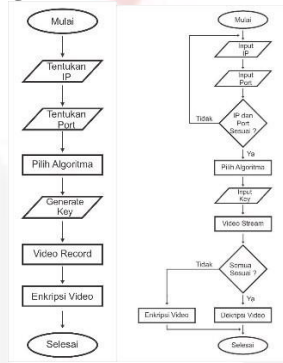 Mulai
Tentukan
IP
Tentukan
Port
Pilih Algoritma
Generate
Key
Video Record
Enkripsi Video
Selesai
Mulai
Input
IP
Input
Port
IP dan
Port
Sesuai ?
Tidak
Ya
Pilih Algoritma
Input
Key
Video Stream
Semua
Sesuai ?
Tidak
Ya
Enkripsi Video
Dekripsi Video
Selesai